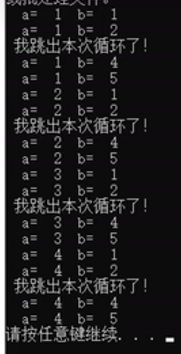 a= 1 b= 1
a= 1 b= 2
我跳出本次循环了！
a= 1 b= 4
a= 1 b= 5
a= 2 b= 1
a= 2 b= 2
我跳出本次循环了！
a= 2 b= 4
a= 2 b= 5
a= 3 b= 1
a= 3 b= 2
我跳出本次循环了！
a= 3 b= 4
a= 3 b= 5
a= 4 b= 1
a= 4 b= 2
我跳出本次循环了！
a= 4 b= 4
a= 4 b= 5
请按任意键继续. . .